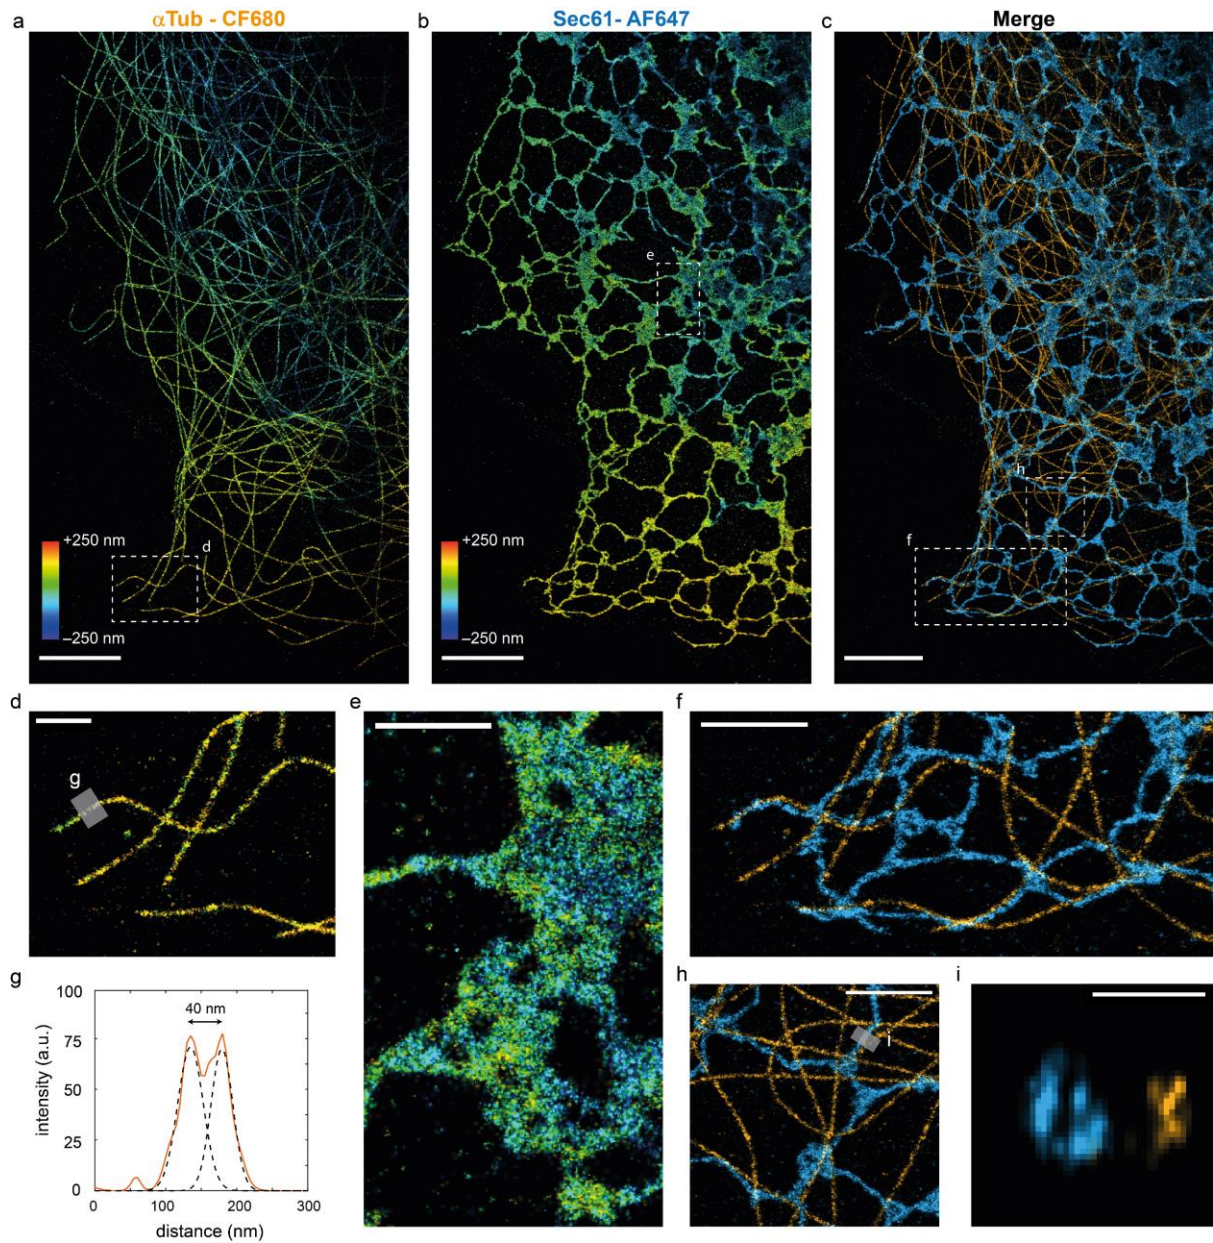 a αTub - CF680
b Sec61- AF647
c Merge
e
+250 nm
d
–250 nm
+250 nm
–250 nm
h
f
d
g
e
f
g
100
75
50
25
0
40 nm
intensity (a.u.)
0 100 200 300
distance (nm)
h
i
i